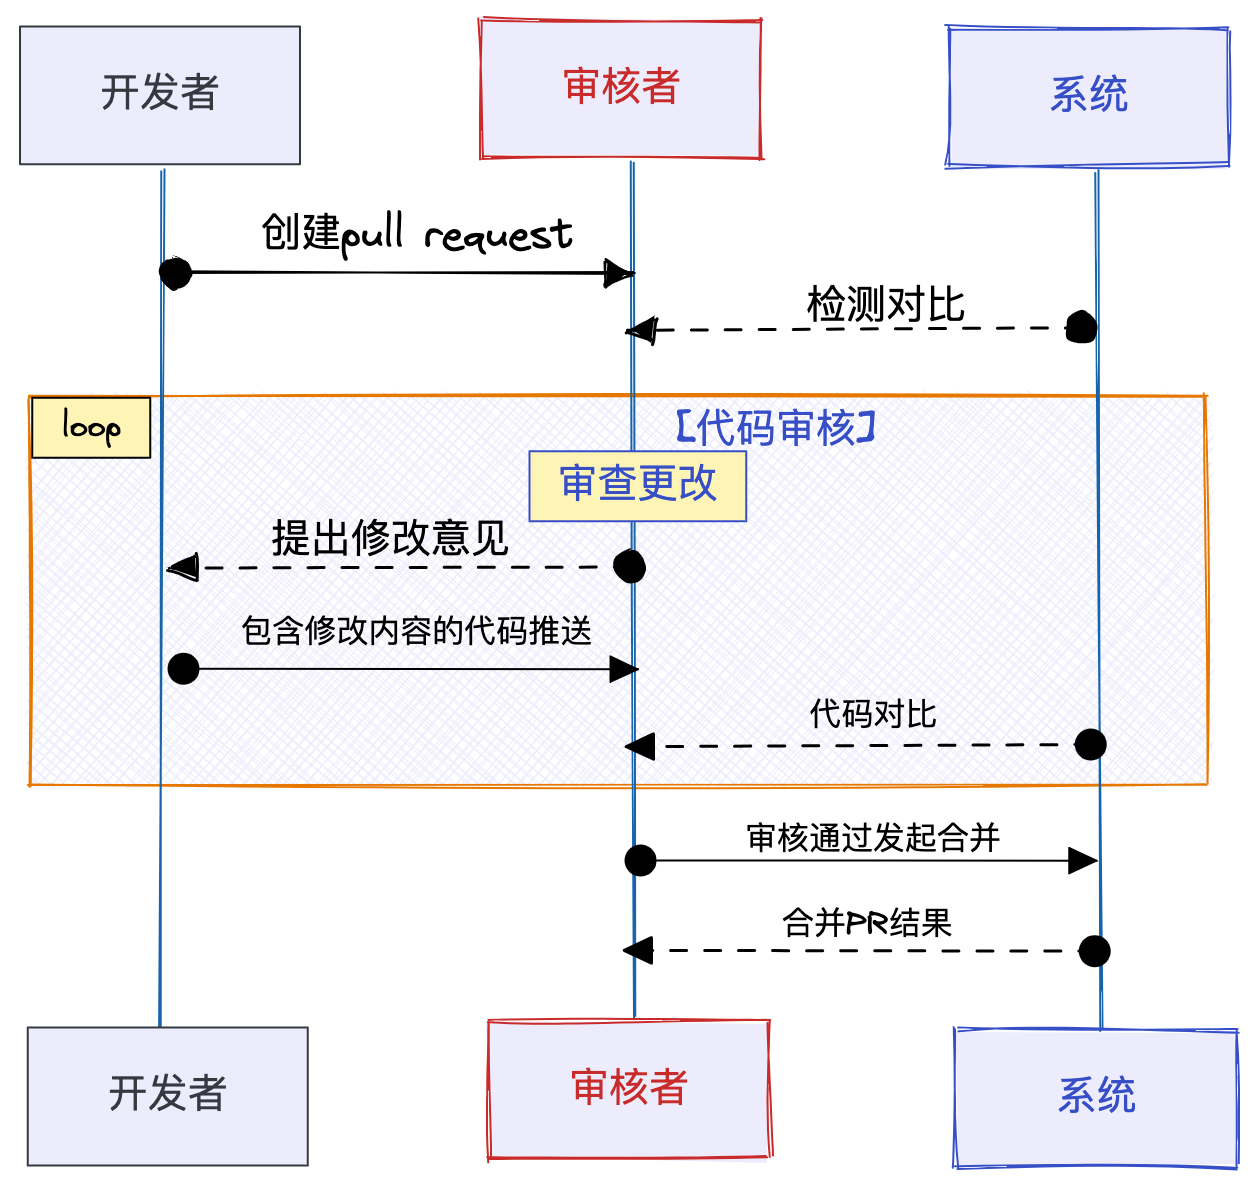 开发者
审核者
系统
创建pull request
检测对比
loop
【代码审核】
审查更改
提出修改意见
包含修改内容的代码推送
代码对比
审核通过发起合并
合并PR结果
开发者
审核者
系统